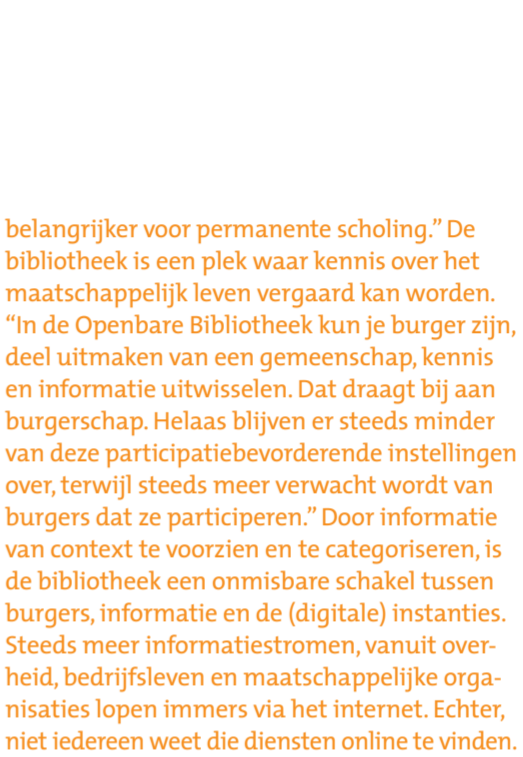 belangrijker voor permanente scholing.” De
bibliotheek is een plek waar kennis over het
maatschappelijk leven vergaard kan worden.
“In de Openbare Bibliotheek kun je burger zijn,
deel uitmaken van een gemeenschap, kennis
en informatie uitwisselen. Dat draagt bij aan
burgerschap. Helaas blijven er steeds minder
van deze participatiebevorderende instellingen
over, terwijl steeds meer verwacht wordt van
burgers dat ze participeren.” Door informatie
van context te voorzien en te categoriseren, is
de bibliotheek een onmisbare schakel tussen
burgers, informatie en de (digitale) instanties.
Steeds meer informatiestromen, vanuit over-
heid, bedrijfsleven en maatschappelijke orga-
nisaties lopen immers via het internet. Echter,
niet iedereen weet die diensten online te vinden.